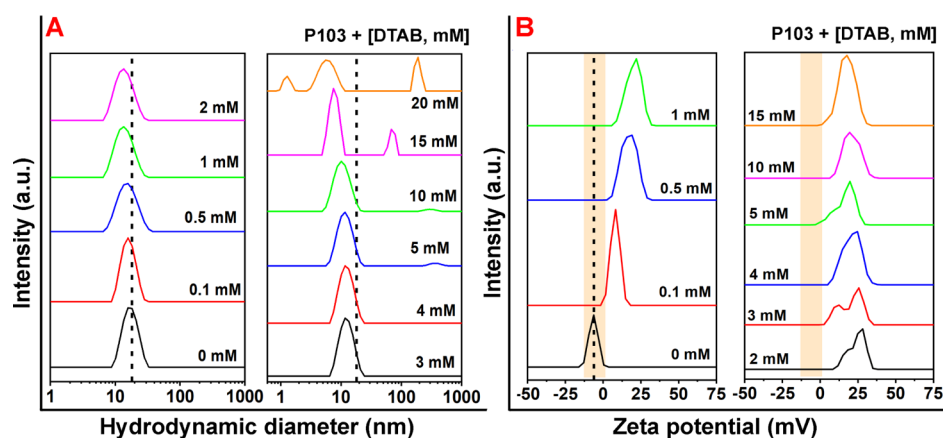 A
P103 + [DTAB, mM]
Intensity (a.u.)
2 mM
1 mM
0.5 mM
0.1 mM
0 mM
1 10 100 1000
20 mM
15 mM
10 mM
5 mM
4 mM
3 mM
1 10 100 1000
Hydrodynamic diameter (nm)
B
P103 + [DTAB, mM]
Intensity (a.u.)
1 mM
0.5 mM
0.1 mM
0 mM
-50 -25 0 25 50 75
15 mM
10 mM
5 mM
4 mM
3 mM
2 mM
-50 -25 0 25 50 75
Zeta potential (mV)